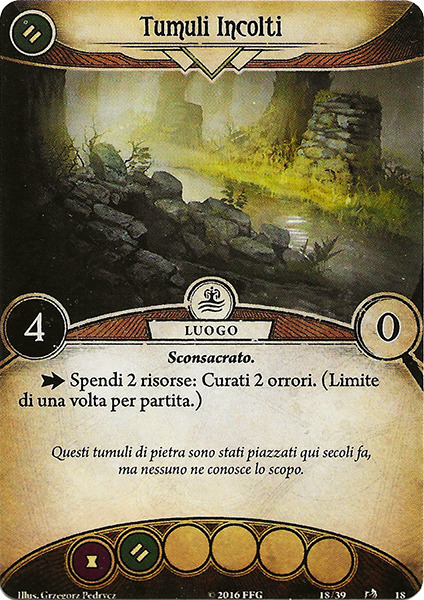 Tumuli Incolti
4
LUOGO
0
Sconsacrato.
Spendi 2 risorse: Curati 2 orrori. (Limite
di una volta per partita.)
Questi tumuli di pietra sono stati piazzati qui secoli fa,
ma nessuno ne conosce lo scopo.
Illus. Grzegorz Pedrycz © 2016 FFG 18/39 18